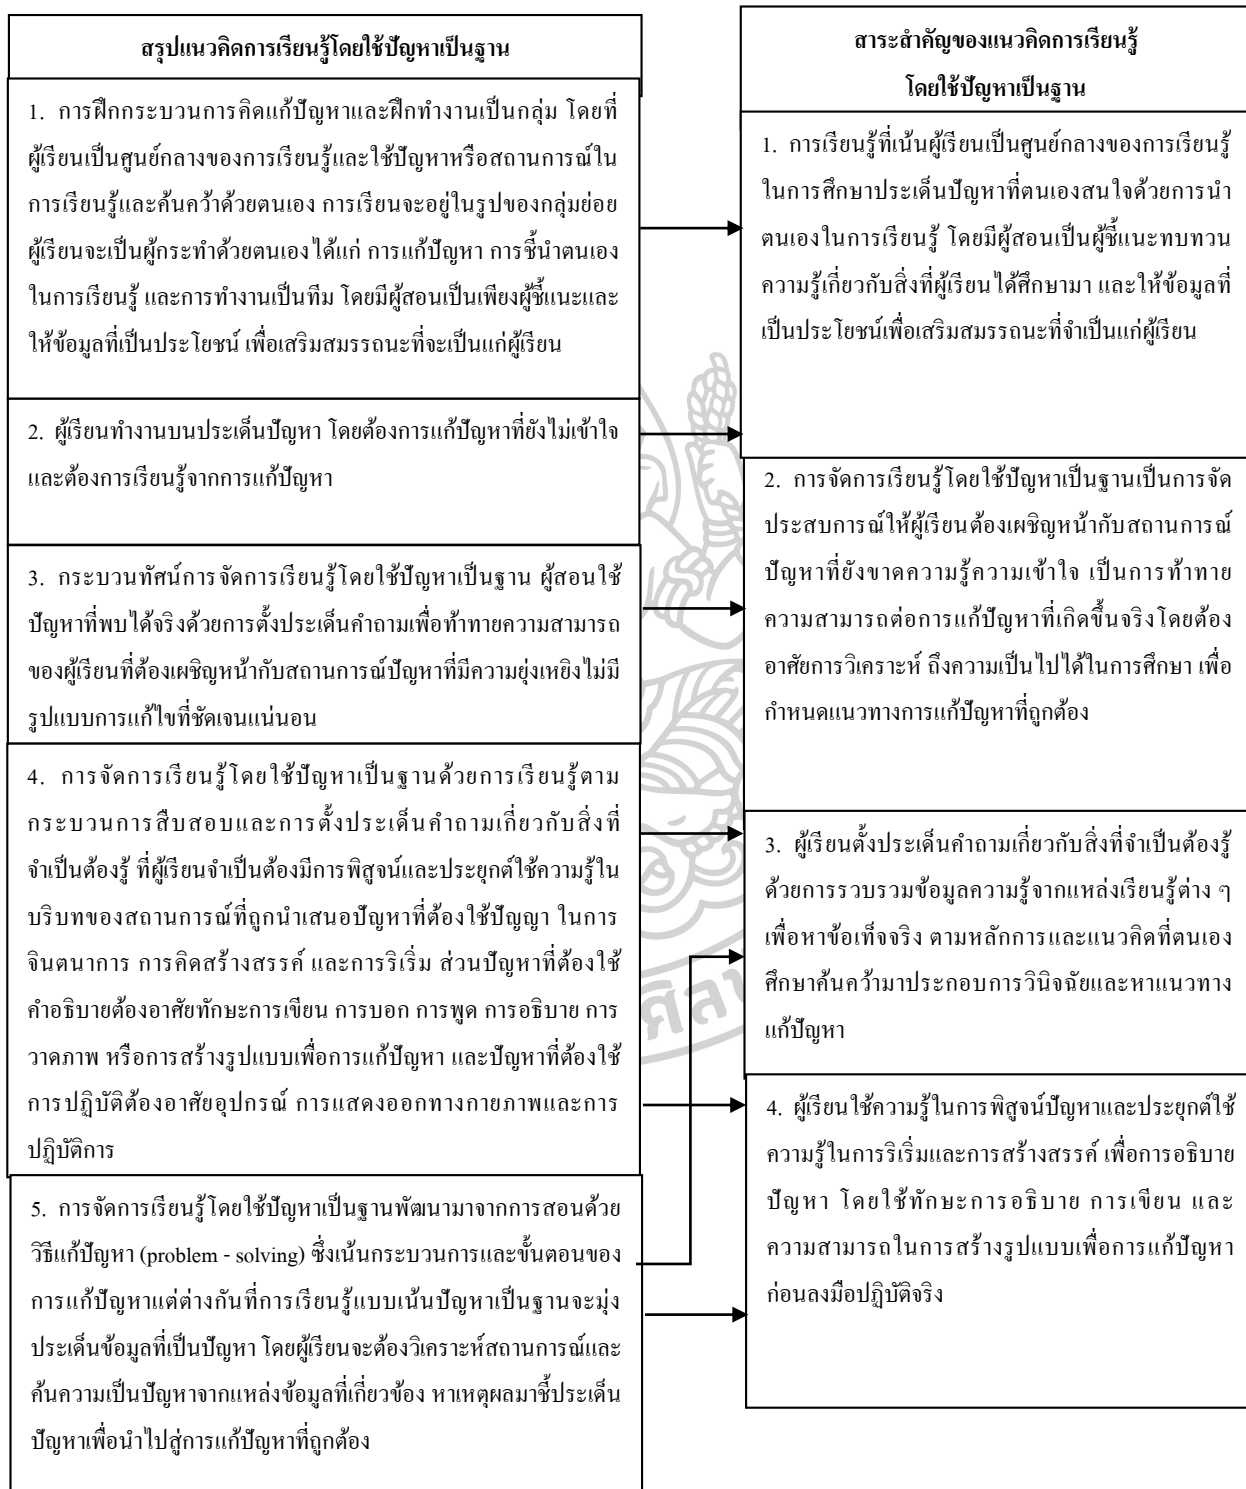 สรุปแนวคิดการเรียนรู้โดยใช้ปัญหาเป็นฐาน
1. การฝึกกระบวนการคิดแก้ปัญหาและฝึกทำงานเป็นกลุ่ม โดยที่
ผู้เรียนเป็นศูนย์กลางของการเรียนรู้และใช้ปัญหาหรือสถานการณ์ใน
การเรียนรู้และค้นคว้าด้วยตนเอง การเรียนจะอยู่ในรูปของกลุ่มย่อย
ผู้เรียนจะเป็นผู้กระทำด้วยตนเอง ได้แก่ การแก้ปัญหา การชี้นำตนเอง
ในการเรียนรู้ และการทำงานเป็นทีม โดยมีผู้สอนเป็นเพียงผู้ชี้แนะและ
ให้ข้อมูลที่เป็นประโยชน์ เพื่อเสริมสมรรถนะที่จะเป็นแก่ผู้เรียน
2. ผู้เรียนทำงานบนประเด็นปัญหา โดยต้องการแก้ปัญหาที่ยังไม่เข้าใจ
และต้องการเรียนรู้จากการแก้ปัญหา
3. กระบวนทัศน์การจัดการเรียนรู้โดยใช้ปัญหาเป็นฐาน ผู้สอนใช้
ปัญหาที่พบได้จริงด้วยการตั้งประเด็นคำถามเพื่อท้าทายความสามารถ
ของผู้เรียนที่ต้องเผชิญหน้ากับสถานการณ์ปัญหาที่มีความยุ่งเหยิงไม่มี
รูปแบบการแก้ไขที่ชัดเจนแน่นอน
4. การจัดการเรียนรู้โดยใช้ปัญหาเป็นฐานด้วยการเรียนรู้ตาม
กระบวนการสืบสอบและการตั้งประเด็นคำถามเกี่ยวกับสิ่งที่
จำเป็นต้องรู้ ที่ผู้เรียนจำเป็นต้องมีการพิสูจน์และประยุกต์ใช้ความรู้ใน
บริบทของสถานการณ์ที่ถูกนำเสนอปัญหาที่ต้องใช้ปัญญา ในการ
จินตนาการ การคิดสร้างสรรค์ และการริเริ่ม ส่วนปัญหาที่ต้องใช้
คำอธิบายต้องอาศัยทักษะการเขียน การบอก การพูด การอธิบาย การ
วาดภาพ หรือการสร้างรูปแบบเพื่อการแก้ปัญหา และปัญหาที่ต้องใช้
การปฏิบัติต้องอาศัยอุปกรณ์ การแสดงออกทางกายภาพและการ
ปฏิบัติการ
5. การจัดการเรียนรู้โดยใช้ปัญหาเป็นฐานพัฒนามาจากการสอนด้วย
วิธีแก้ปัญหา (problem - solving) ซึ่งเน้นกระบวนการและขั้นตอนของ
การแก้ปัญหาแต่ต่างกันที่การเรียนรู้แบบเน้นปัญหาเป็นฐานจะมุ่ง
ประเด็นข้อมูลที่เป็นปัญหา โดยผู้เรียนจะต้องวิเคราะห์สถานการณ์และ
ค้นความเป็นปัญหาจากแหล่งข้อมูลที่เกี่ยวข้อง หาเหตุผลมาชี้ประเด็น
ปัญหาเพื่อนำไปสู่การแก้ปัญหาที่ถูกต้อง
สาระสำคัญของแนวคิดการเรียนรู้
โดยใช้ปัญหาเป็นฐาน
1. การเรียนรู้ที่เน้นผู้เรียนเป็นศูนย์กลางของการเรียนรู้
ในการศึกษาประเด็นปัญหาที่ตนเองสนใจด้วยการนำ
ตนเองในการเรียนรู้ โดยมีผู้สอนเป็นผู้ชี้แนะทบทวน
ความรู้เกี่ยวกับสิ่งที่ผู้เรียนได้ศึกษามา และให้ข้อมูลที่
เป็นประโยชน์เพื่อเสริมสมรรถนะที่จำเป็นแก่ผู้เรียน
2. การจัดการเรียนรู้โดยใช้ปัญหาเป็นฐานเป็นการจัด
ประสบการณ์ให้ผู้เรียนต้องเผชิญหน้ากับสถานการณ์
ปัญหาที่ยังขาดความรู้ความเข้าใจ เป็นการท้าทาย
ความสามารถต่อการแก้ปัญหาที่เกิดขึ้นจริงโดยต้อง
อาศัยการวิเคราะห์ ถึงความเป็นไปได้ในการศึกษา เพื่อ
กำหนดแนวทางการแก้ปัญหาที่ถูกต้อง
3. ผู้เรียนตั้งประเด็นคำถามเกี่ยวกับสิ่งที่จำเป็นต้องรู้
ด้วยการรวบรวมข้อมูลความรู้จากแหล่งเรียนรู้ต่าง ๆ
เพื่อหาข้อเท็จจริง ตามหลักการและแนวคิดที่ตนเอง
ศึกษาค้นคว้ามาประกอบการวินิจฉัยและหาแนวทาง
แก้ปัญหา
4. ผู้เรียนใช้ความรู้ในการพิสูจน์ปัญหาและประยุกต์ใช้
ความรู้ในการริเริ่มและการสร้างสรรค์ เพื่อการอธิบาย
ปัญหา โดยใช้ทักษะการอธิบาย การเขียน และ
ความสามารถในการสร้างรูปแบบเพื่อการแก้ปัญหา
ก่อนลงมือปฏิบัติจริง